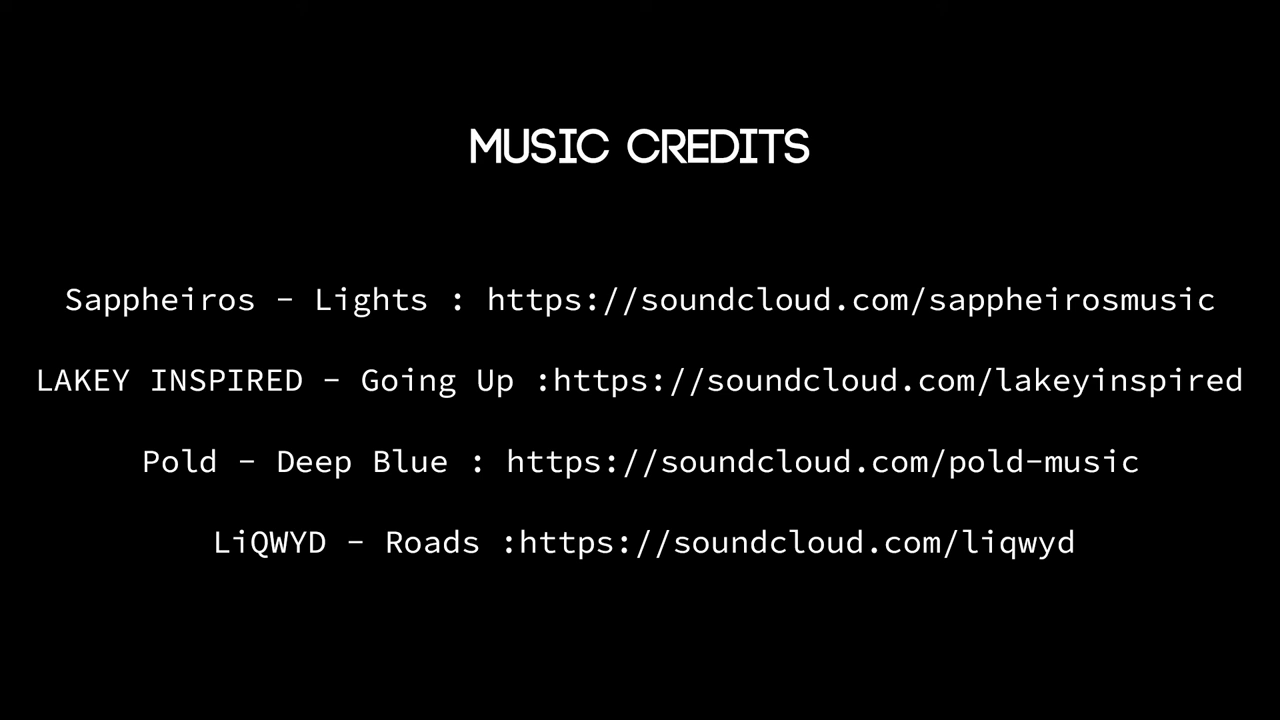 MUSIC CREDITS
Sappheiros - Lights : https://soundcloud.com/sappheirosmusic
LAKEY INSPIRED - Going Up :https://soundcloud.com/lakeyinspired
Pold - Deep Blue : https://soundcloud.com/pold-music
LiQWYD - Roads :https://soundcloud.com/liqwyd